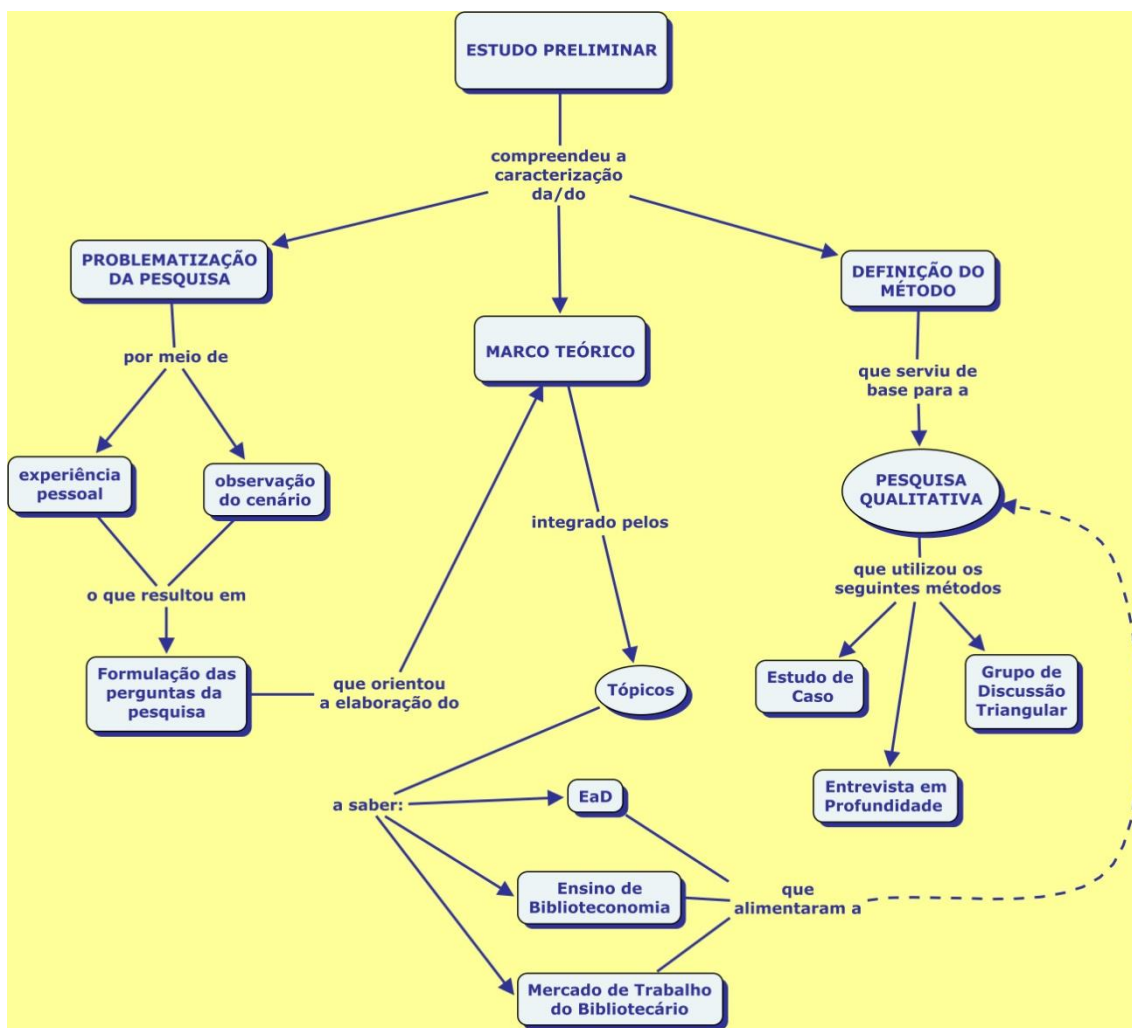 ESTUDO PRELIMINAR
compreendeu a
caracterização
da/do
PROBLEMATIZAÇÃO
DA PESQUISA
por meio de
experiência
pessoal
observação
do cenário
o que resultou em
Formulação das
perguntas da
pesquisa
que orientou
a elaboração do
MARCO TEÓRICO
integrado pelos
Tópicos
a saber:
EaD
Ensino de
Biblioteconomia
Mercado de Trabalho
do Bibliotecário
que
alimentaram a
DEFINIÇÃO DO
MÉTODO
que serviu de
base para a
PESQUISA
QUALITATIVA
que utilizou os
seguintes métodos
Estudo de
Caso
Entrevista em
Profundidade
Grupo de
Discussão
Triangular